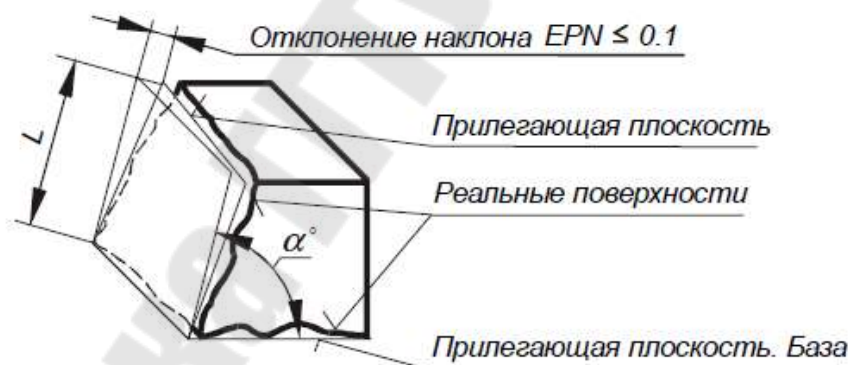 Отклонение наклона EPN ≤ 0.1
Прилегающая плоскость
L
Реальные поверхности
α°
Прилегающая плоскость. База